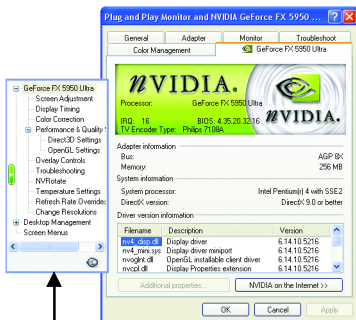 Plug and Play Monitor and NVIDIA GeForce FX 5950 ...
General
Adapter
Monitor
Troubleshoot
Color Management
GeForce FX 5950 Ultra
NVIDIA.
Processor: GeForce FX 5950 Ultra
IRQ: 16
BIOS: 4.35.20.32.16
TV Encoder Type: Philips 7108A
NVIDIA.
Adapter information
Bus: AGP 8X
Memory: 256 MB
System information
System processor: Intel Pentium(r) 4 with SSE2
DirectX version: DirectX 9.0 or better
Driver version information
Filename Description Version
nv4_disp.dll Display driver 6.14.10.5216
nv4_mini.sys Display driver miniport 6.14.10.5216
nvoglnt.dll OpenGL installable client driver 6.14.10.5216
nvcpl.dll Display Properties extension 6.14.10.5216
Additional properties...
NVIDIA on the Internet >>
OK
Cancel
Apply
GeForce FX 5950 Ultra
Screen Adjustment
Display Timing
Color Correction
Performance & Quality S
Direct3D Settings
OpenGL Settings
Overlay Controls
Troubleshooting
NVRotate
Temperature Settings
Refresh Rate Overrides
Change Resolutions
Desktop Management
Screen Menus